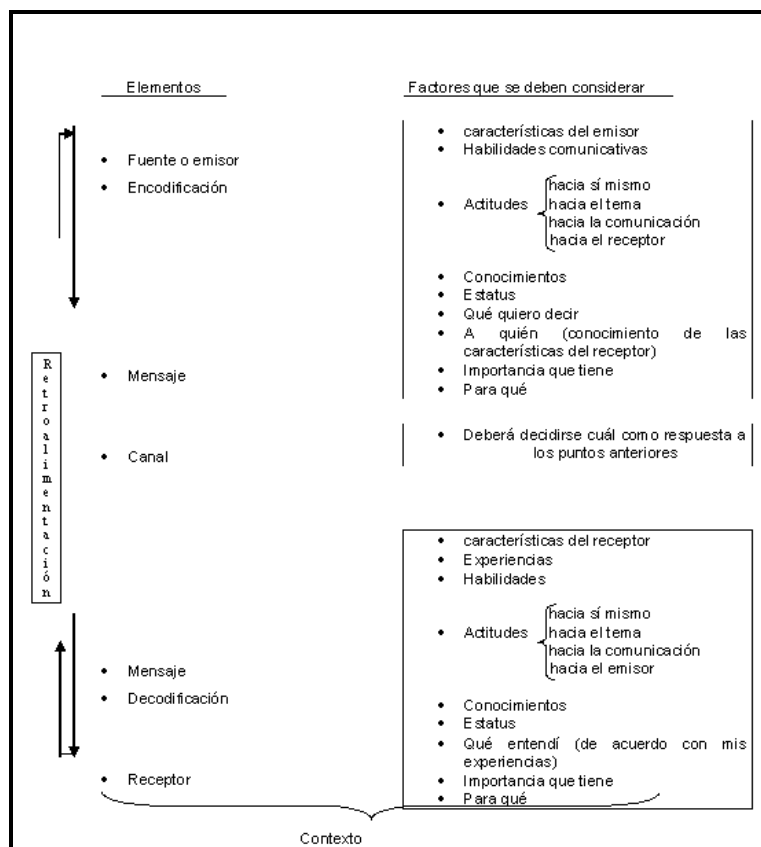 Elementos
Factores que se deben considerar
• Fuente o emisor
• Encodificación
• características del emisor
• Habilidades comunicativas
• Actitudes
hacia sí mismo
hacia el tema
hacia la comunicación
hacia el receptor
• Conocimientos
• Estatus
• Qué quiero decir
• A quién (conocimiento de las
características del receptor)
• Importancia que tiene
• Para qué
Retroalimentación
• Mensaje
• Canal
• Deberá decidirse cuál como respuesta a
los puntos anteriores
• características del receptor
• Experiencias
• Habilidades
• Actitudes
hacia sí mismo
hacia el tema
hacia la comunicación
hacia el emisor
• Mensaje
• Decodificación
• Conocimientos
• Estatus
• Qué entendí (de acuerdo con mis
experiencias)
• Importancia que tiene
• Para qué
• Receptor
Contexto